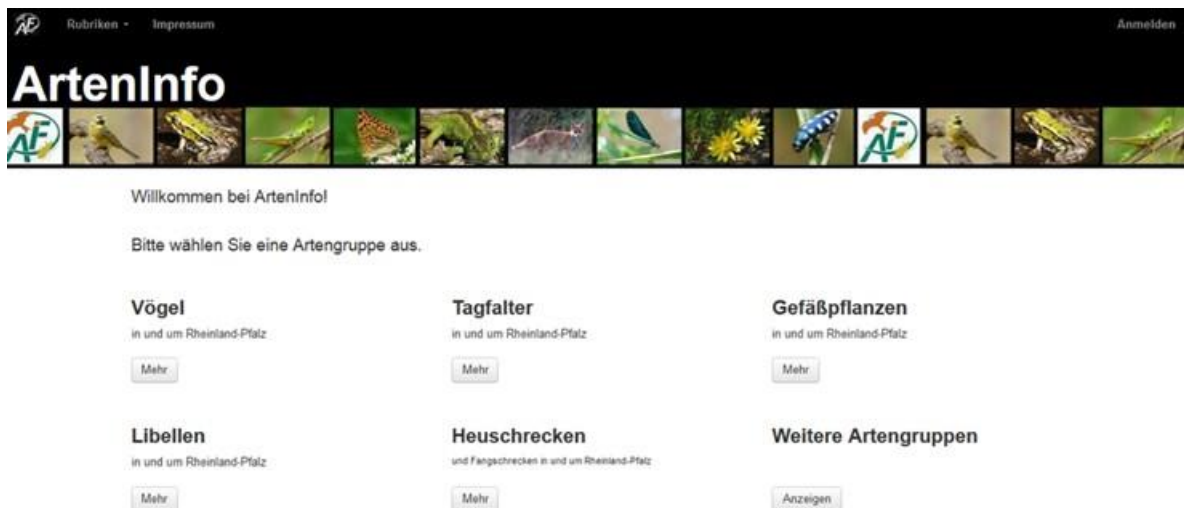 Rubriken Impressum Anmelden
ArtenInfo
Willkommen bei ArtenInfo!
Bitte wählen Sie eine Artengruppe aus.
Vögel
in und um Rheinland-Pfalz
Mehr
Tagfalter
in und um Rheinland-Pfalz
Mehr
Gefäßpflanzen
in und um Rheinland-Pfalz
Mehr
Libellen
in und um Rheinland-Pfalz
Mehr
Heuschrecken
und Fangschrecken in und um Rheinland-Pfalz
Mehr
Weitere Artengruppen
Anzeigen